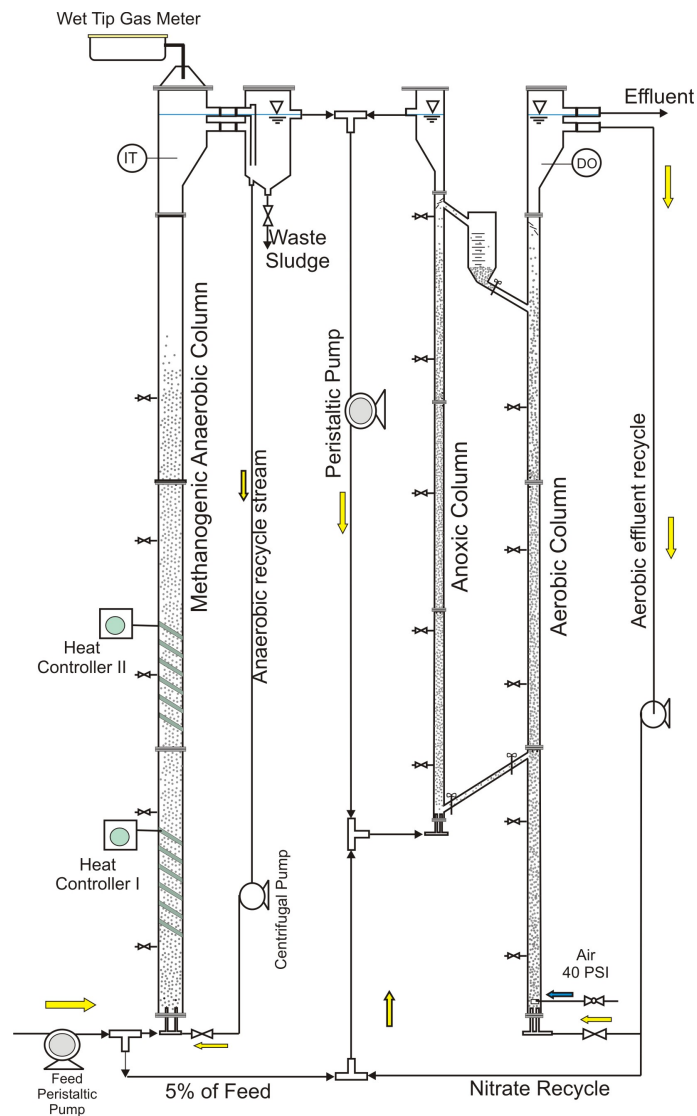 Wet Tip Gas Meter
Effluent
IT
DO
Waste
Sludge
Methanogenic Anaerobic Column
Anaerobic recycle stream
Peristaltic Pump
Anoxic Column
Aerobic Column
Aerobic effluent recycle
Heat
Controller II
Heat
Controller I
Centrifugal Pump
Air
40 PSI
Feed
Peristaltic
Pump
5% of Feed
Nitrate Recycle